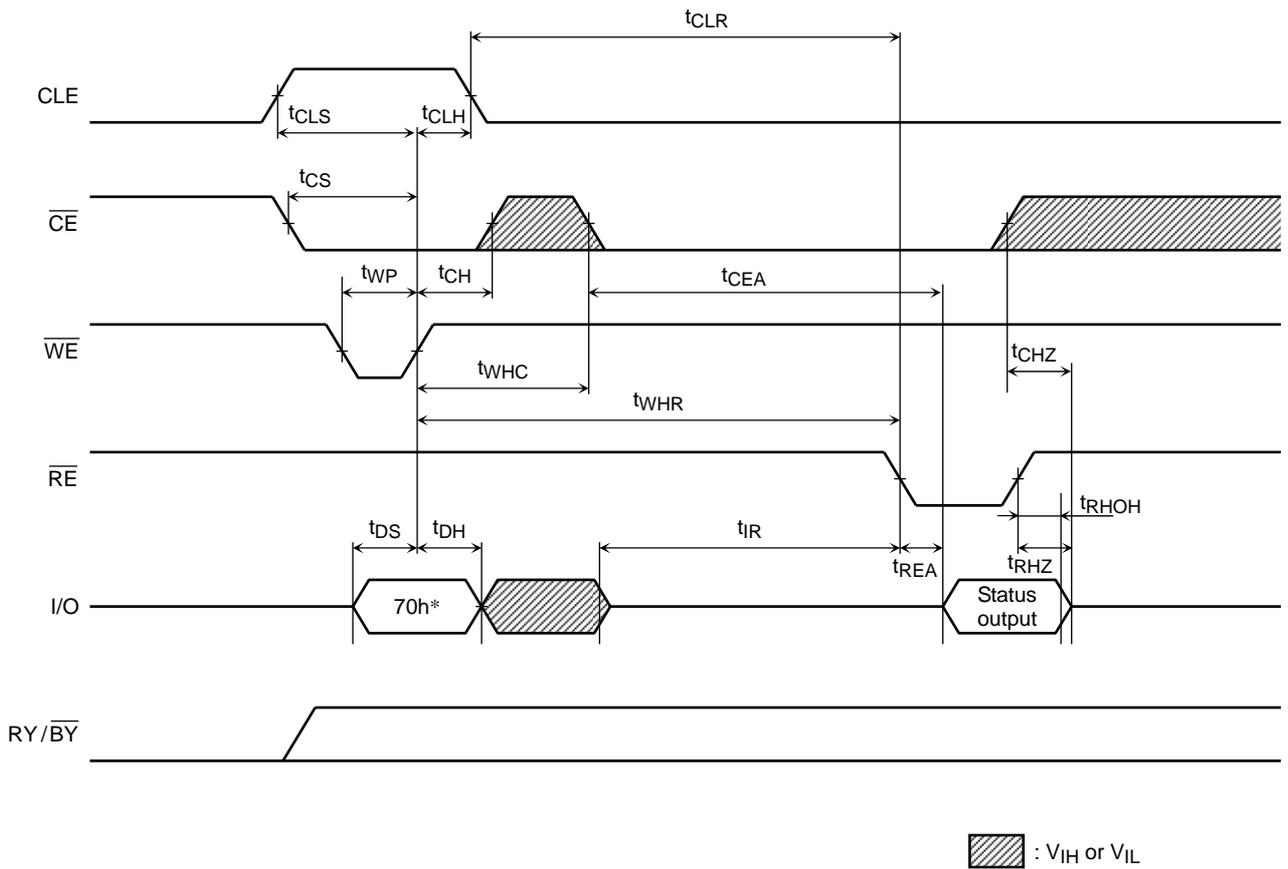 tCLR
CLE
tCLS
tCLH
tCS
CE
tWP
tCH
tCEA
WE
tCHZ
tWHC
tWHR
RE
tDS
tDH
tIR
tRHOH
tREA
tRHZ
I/O
70h*
Status
output
RY/BY
: VIH or VIL